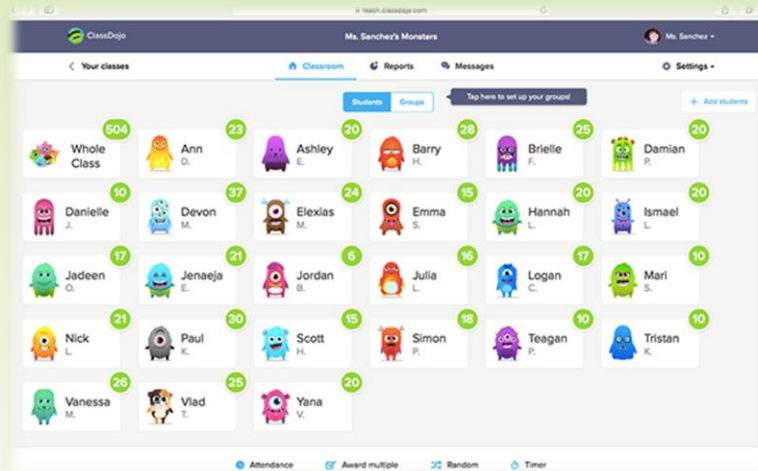 teach.classdojo.com
ClassDojo Ms. Sanchez's Monsters Ms. Sanchez
Your classes Classroom Reports Messages Settings
Students Groups Tap here to set up your groups! + Add students
504 23 20 28 25 20
Whole Class Ann D. Ashley E. Barry H. Brielle F. Damian P.
10 37 24 15 20 20
Danielle J. Devon M. Elexias M. Emma S. Hannah L. Ismael L.
17 21 6 16 17 10
Jadeen O. Jenaeja E. Jordan B. Julia L. Logan C. Mari S.
21 30 15 18 10 10
Nick L. Paul K. Scott H. Simon P. Teagan P. Tristan K.
26 25 20
Vanessa M. Vlad T. Yana V.
Attendance Award multiple Random Timer